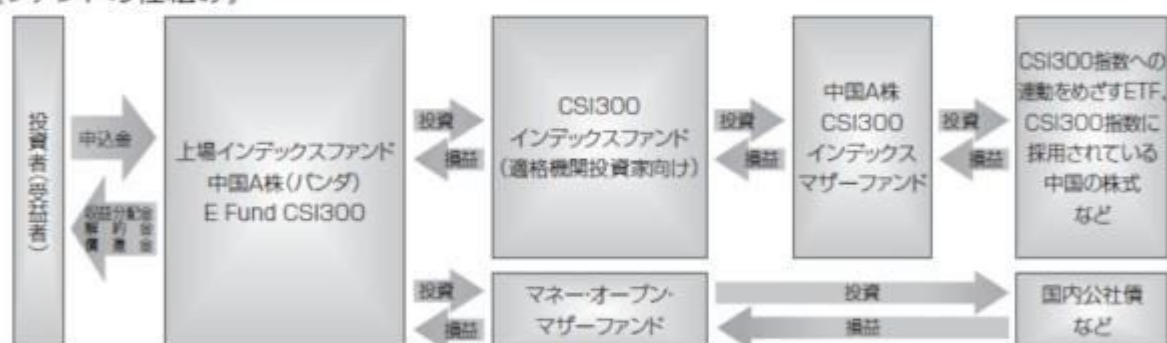 投資者(受益者)
申込金
収益分配金
解約金
償還金
上場インデックスファンド
中国A株(パンダ)
E Fund CSI300
投資
損益
CSI300
インデックスファンド
(適格機関投資家向け)
投資
損益
中国A株
CSI300
インデックス
マザーファンド
投資
損益
CSI300指数への
連動をめざすETF、
CSI300指数に
採用されている
中国の株式
など
投資
損益
マネー・オープン・
マザーファンド
投資
損益
国内公社債
など